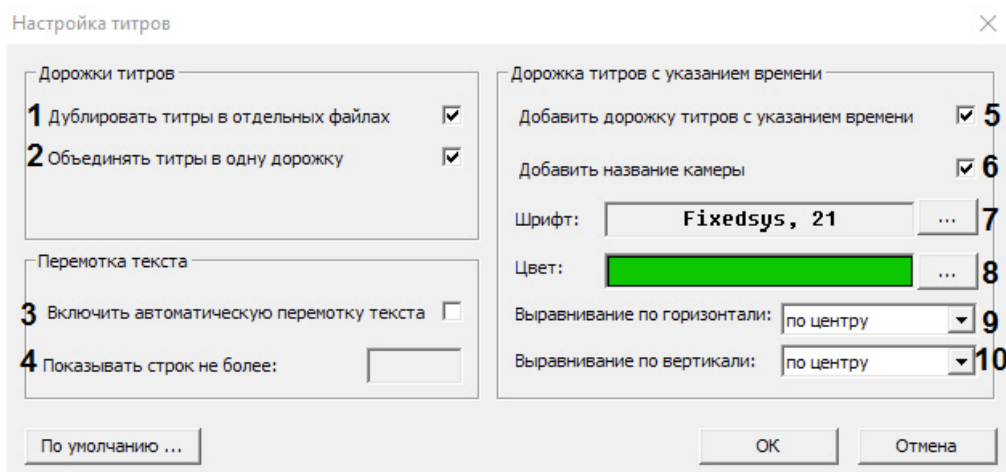 Настройка титров
Дорожки титров
1 Дублировать титры в отдельных файлах
2 Объединять титры в одну дорожку
Перемотка текста
3 Включить автоматическую перемотку текста
4 Показывать строк не более:
Дорожка титров с указанием времени
Добавить дорожку титров с указанием времени 5
Добавить название камеры 6
Шрифт: Fixedsys, 21 ... 7
Цвет: ... 8
Выравнивание по горизонтали: по центру 9
Выравнивание по вертикали: по центру 10
По умолчанию ... OK Отмена